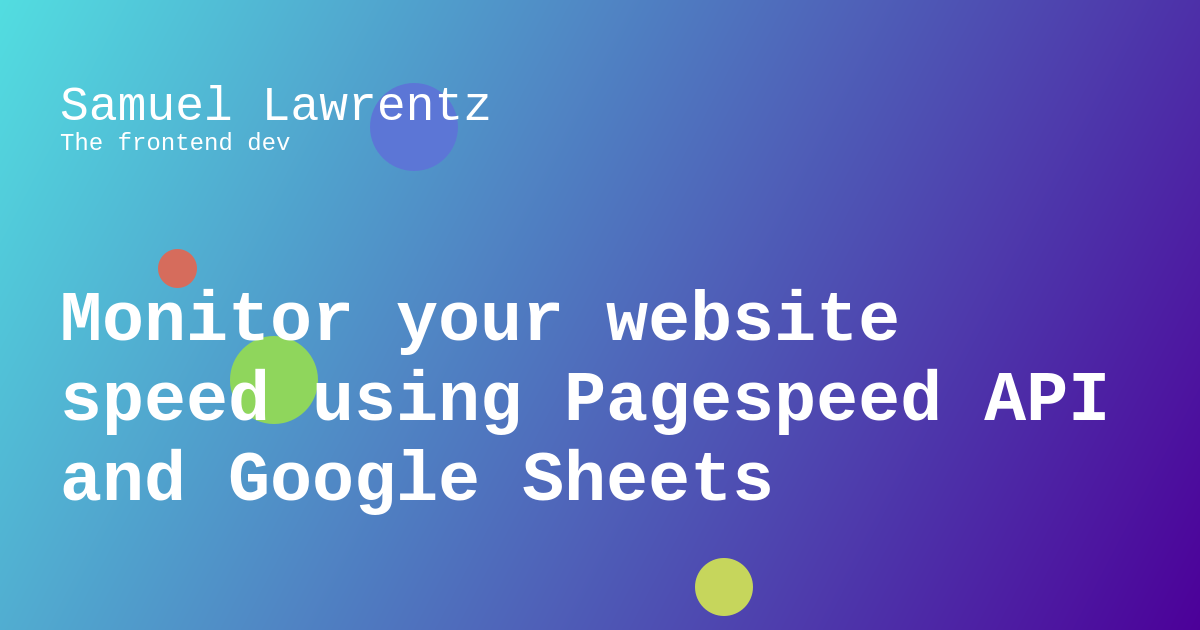 Samuel Lawrentz
The frontend dev
Monitor your website
speed using Pagespeed API
and Google Sheets